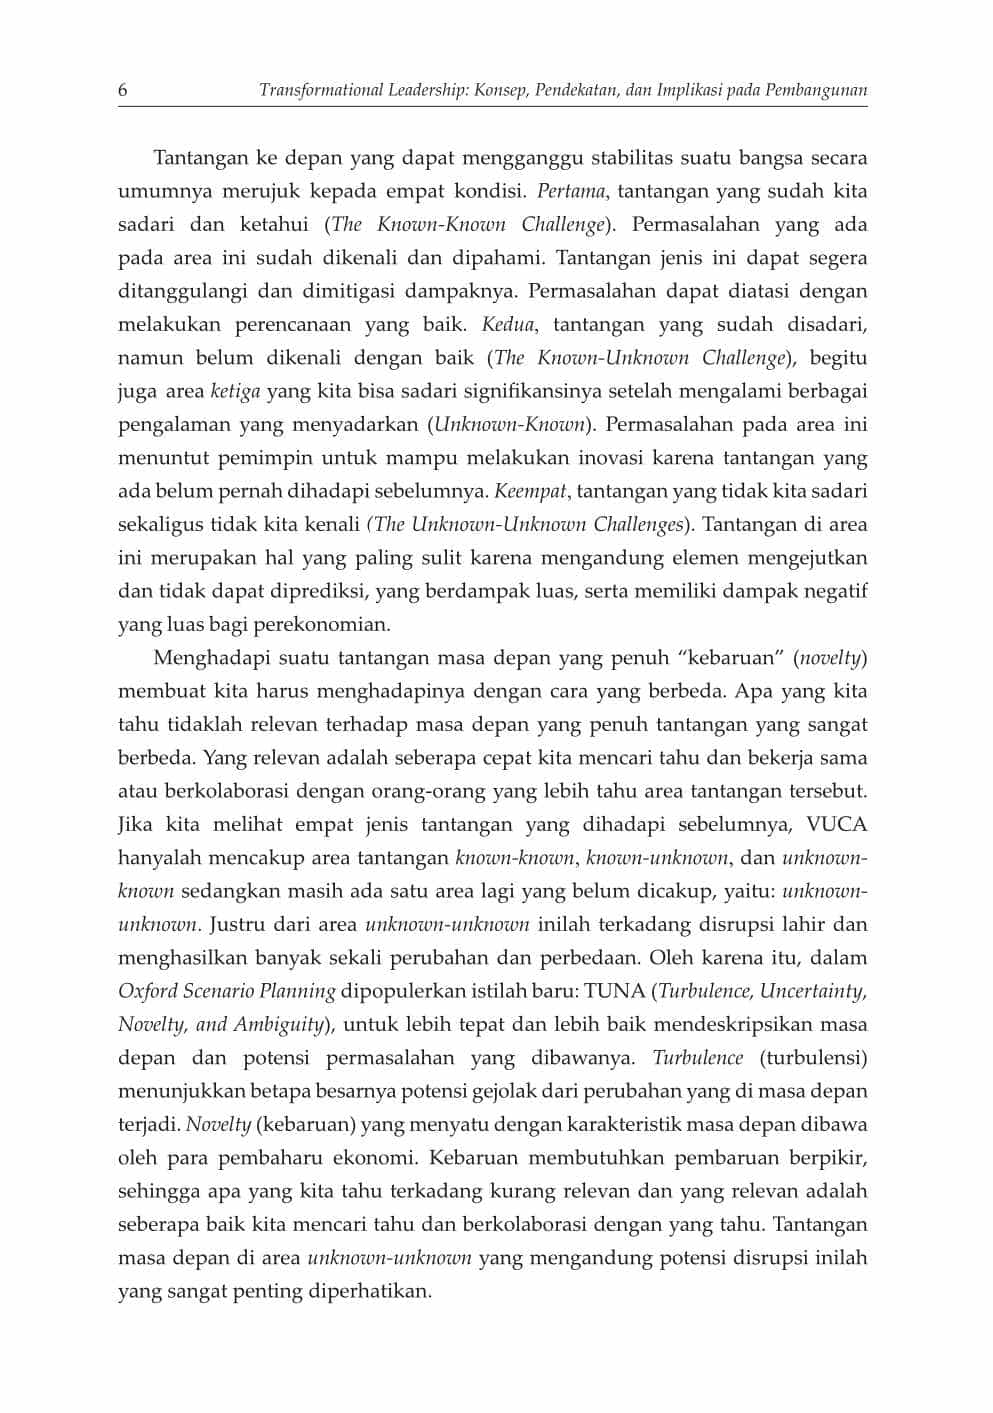 6 Transformational Leadership: Konsep, Pendekatan, dan Implikasi pada Pembangunan
Tantangan ke depan yang dapat mengganggu stabilitas suatu bangsa secara
umumnya merujuk kepada empat kondisi. Pertama, tantangan yang sudah kita
sadari dan ketahui (The Known-Known Challenge). Permasalahan yang ada
pada area ini sudah dikenali dan dipahami. Tantangan jenis ini dapat segera
ditanggulangi dan dimitigasi dampaknya. Permasalahan dapat diatasi dengan
melakukan perencanaan yang baik. Kedua, tantangan yang sudah disadari,
namun belum dikenali dengan baik (The Known-Unknown Challenge), begitu
juga area ketiga yang kita bisa sadari signifikansinya setelah mengalami berbagai
pengalaman yang menyadarkan (Unknown-Known). Permasalahan pada area ini
menuntut pemimpin untuk mampu melakukan inovasi karena tantangan yang
ada belum pernah dihadapi sebelumnya. Keempat, tantangan yang tidak kita sadari
sekaligus tidak kita kenali (The Unknown-Unknown Challenges). Tantangan di area
ini merupakan hal yang paling sulit karena mengandung elemen mengejutkan
dan tidak dapat diprediksi, yang berdampak luas, serta memiliki dampak negatif
yang luas bagi perekonomian.
Menghadapi suatu tantangan masa depan yang penuh “kebaruan” (novelty)
membuat kita harus menghadapinya dengan cara yang berbeda. Apa yang kita
tahu tidaklah relevan terhadap masa depan yang penuh tantangan yang sangat
berbeda. Yang relevan adalah seberapa cepat kita mencari tahu dan bekerja sama
atau berkolaborasi dengan orang-orang yang lebih tahu area tantangan tersebut.
Jika kita melihat empat jenis tantangan yang dihadapi sebelumnya, VUCA
hanyalah mencakup area tantangan known-known, known-unknown, dan unknown-
known sedangkan masih ada satu area lagi yang belum dicakup, yaitu: unknown-
unknown. Justru dari area unknown-unknown inilah terkadang disrupsi lahir dan
menghasilkan banyak sekali perubahan dan perbedaan. Oleh karena itu, dalam
Oxford Scenario Planning dipopulerkan istilah baru: TUNA (Turbulence, Uncertainty,
Novelty, and Ambiguity), untuk lebih tepat dan lebih baik mendeskripsikan masa
depan dan potensi permasalahan yang dibawanya. Turbulence (turbulensi)
menunjukkan betapa besarnya potensi gejolak dari perubahan yang di masa depan
terjadi. Novelty (kebaruan) yang menyatu dengan karakteristik masa depan dibawa
oleh para pembaharu ekonomi. Kebaruan membutuhkan pembaruan berpikir,
sehingga apa yang kita tahu terkadang kurang relevan dan yang relevan adalah
seberapa baik kita mencari tahu dan berkolaborasi dengan yang tahu. Tantangan
masa depan di area unknown-unknown yang mengandung potensi disrupsi inilah
yang sangat penting diperhatikan.